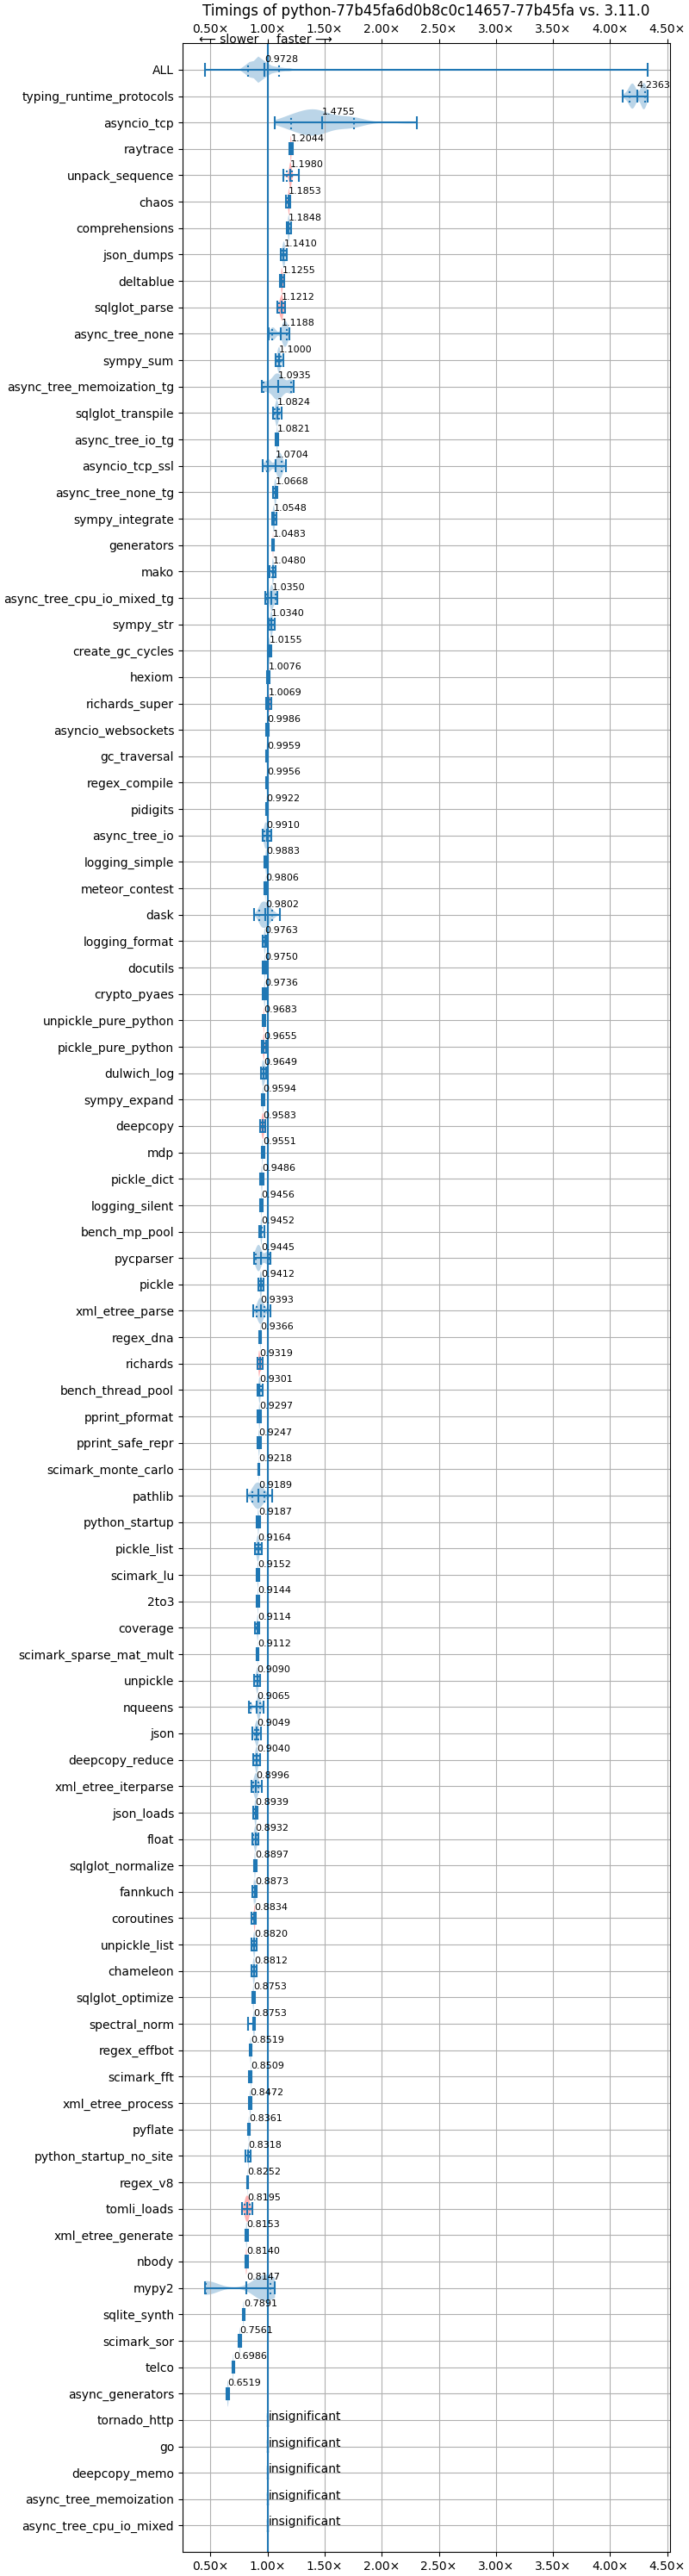 Timings of python-77b45fa6d0b8c0c14657-77b45fa vs. 3.11.0
0.50× 1.00× 1.50× 2.00× 2.50× 3.00× 3.50× 4.00× 4.50×
⟵ slower faster ⟶
ALL 0.9728
typing_runtime_protocols 4.2363
asyncio_tcp 1.4755
raytrace 1.2044
unpack_sequence 1.1980
chaos 1.1853
comprehensions 1.1848
json_dumps 1.1410
deltablue 1.1255
sqlglot_parse 1.1212
async_tree_none 1.1188
sympy_sum 1.1000
async_tree_memoization_tg 1.0935
sqlglot_transpile 1.0824
async_tree_io_tg 1.0821
asyncio_tcp_ssl 1.0704
async_tree_none_tg 1.0668
sympy_integrate 1.0548
generators 1.0483
mako 1.0480
async_tree_cpu_io_mixed_tg 1.0350
sympy_str 1.0340
create_gc_cycles 1.0155
hexiom 1.0076
richards_super 1.0069
asyncio_websockets 0.9986
gc_traversal 0.9959
regex_compile 0.9956
pidigits 0.9922
async_tree_io 0.9910
logging_simple 0.9883
meteor_contest 0.9806
dask 0.9802
logging_format 0.9763
docutils 0.9750
crypto_pyaes 0.9736
unpickle_pure_python 0.9683
pickle_pure_python 0.9655
dulwich_log 0.9649
sympy_expand 0.9594
deepcopy 0.9583
mdp 0.9551
pickle_dict 0.9486
logging_silent 0.9456
bench_mp_pool 0.9452
pycparser 0.9445
pickle 0.9412
xml_etree_parse 0.9393
regex_dna 0.9366
richards 0.9319
bench_thread_pool 0.9301
pprint_pformat 0.9297
pprint_safe_repr 0.9247
scimark_monte_carlo 0.9218
pathlib 0.9189
python_startup 0.9187
pickle_list 0.9164
scimark_lu 0.9152
2to3 0.9144
coverage 0.9114
scimark_sparse_mat_mult 0.9112
unpickle 0.9090
nqueens 0.9065
json 0.9049
deepcopy_reduce 0.9040
xml_etree_iterparse 0.8996
json_loads 0.8939
float 0.8932
sqlglot_normalize 0.8897
fannkuch 0.8873
coroutines 0.8834
unpickle_list 0.8820
chameleon 0.8812
sqlglot_optimize 0.8753
spectral_norm 0.8753
regex_effbot 0.8519
scimark_fft 0.8509
xml_etree_process 0.8472
pyflate 0.8361
python_startup_no_site 0.8318
regex_v8 0.8252
tomli_loads 0.8195
xml_etree_generate 0.8153
nbody 0.8140
mypy2 0.8147
sqlite_synth 0.7891
scimark_sor 0.7561
telco 0.6986
async_generators 0.6519
tornado_http insignificant
go insignificant
deepcopy_memo insignificant
async_tree_memoization insignificant
async_tree_cpu_io_mixed insignificant
0.50× 1.00× 1.50× 2.00× 2.50× 3.00× 3.50× 4.00× 4.50×